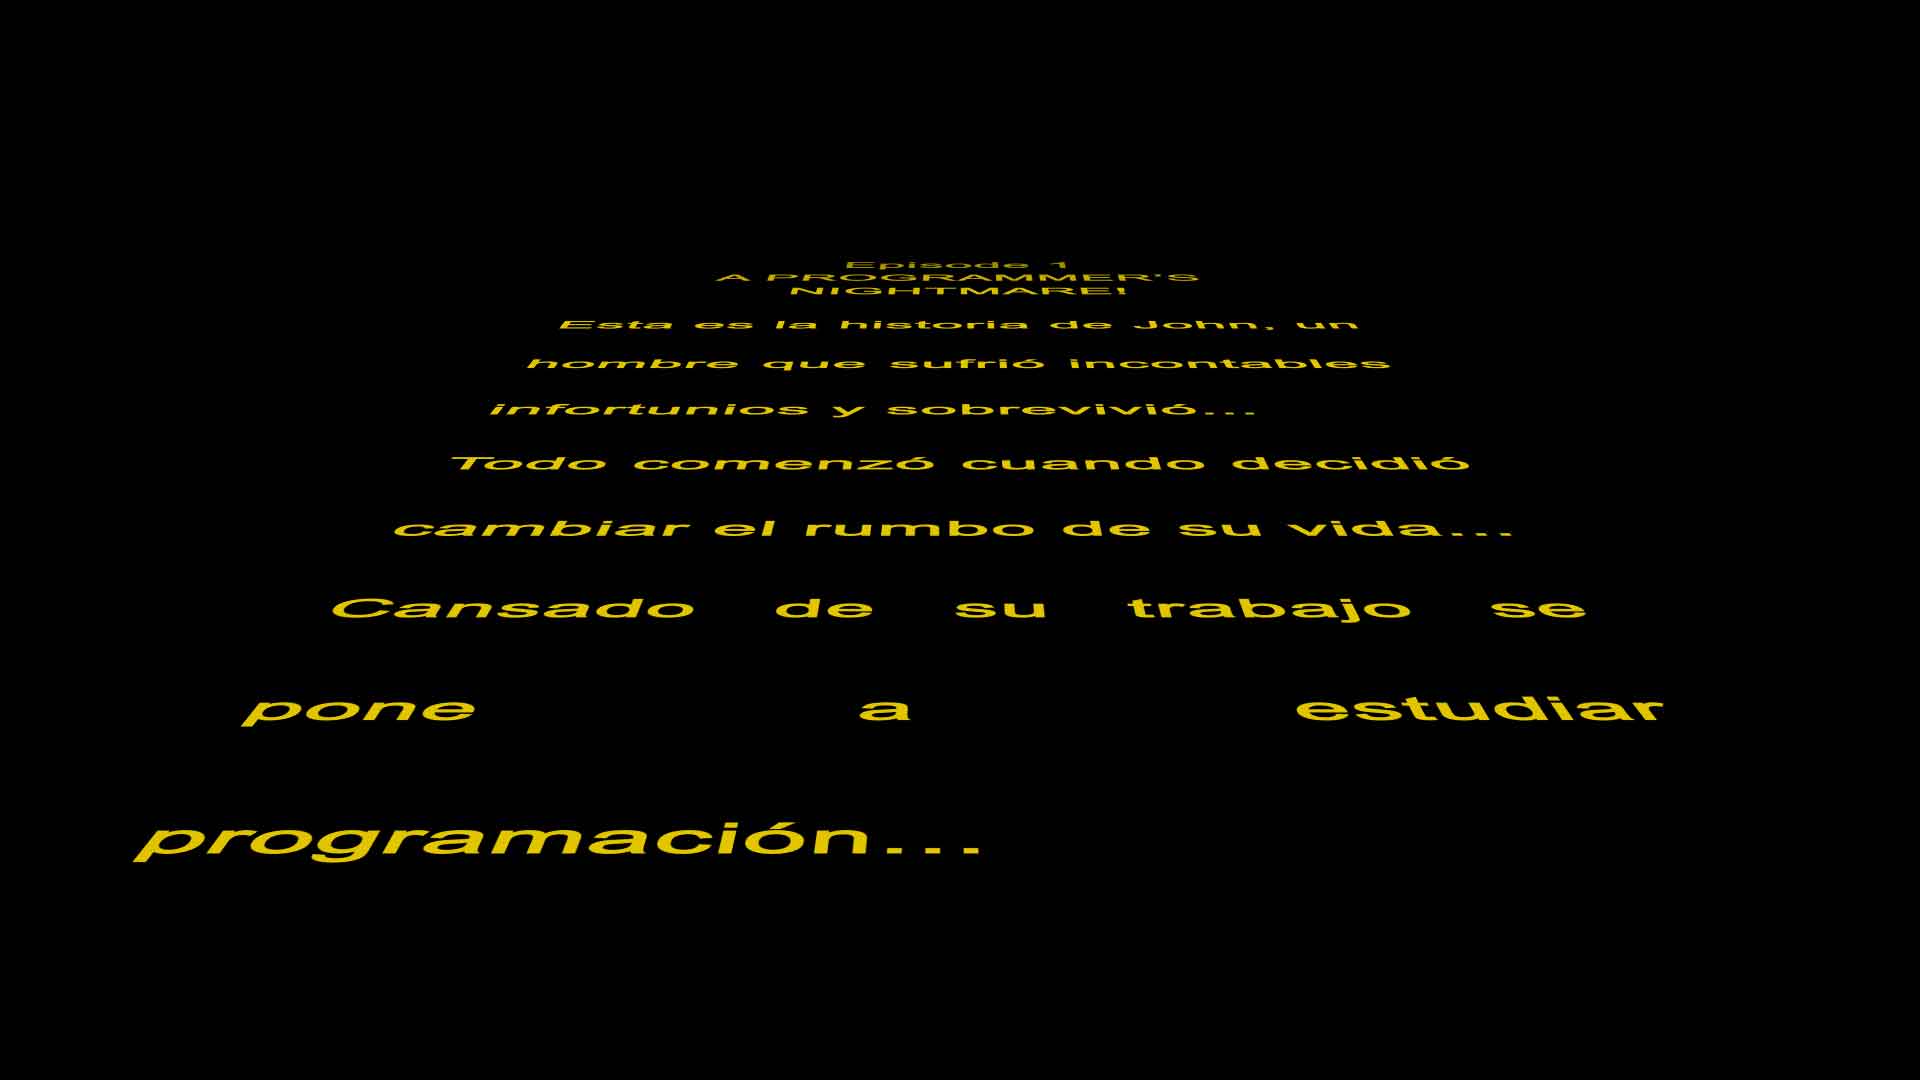 Episode 1
A PROGRAMMER'S
NIGHTMARE!
Esta es la historia de John, un
hombre que sufrió incontables
infortunios y sobrevivió...
Todo comenzó cuando decidió
cambiar el rumbo de su vida...
Cansado de su trabajo se
pone a estudiar
programación...